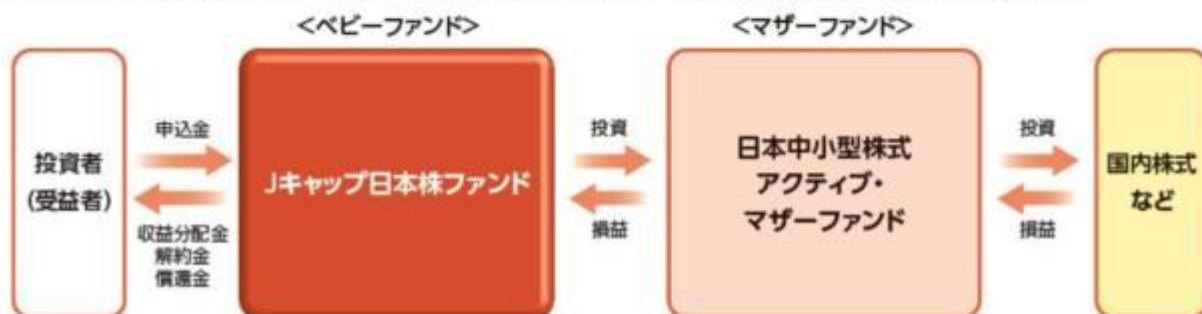 <ベビーファンド>
<マザーファンド>
投資者
(受益者)
申込金
収益分配金
解約金
償還金
Jキャップ日本株ファンド
投資
損益
日本中小型株式
アクティブ・
マザーファンド
投資
損益
国内株式
など